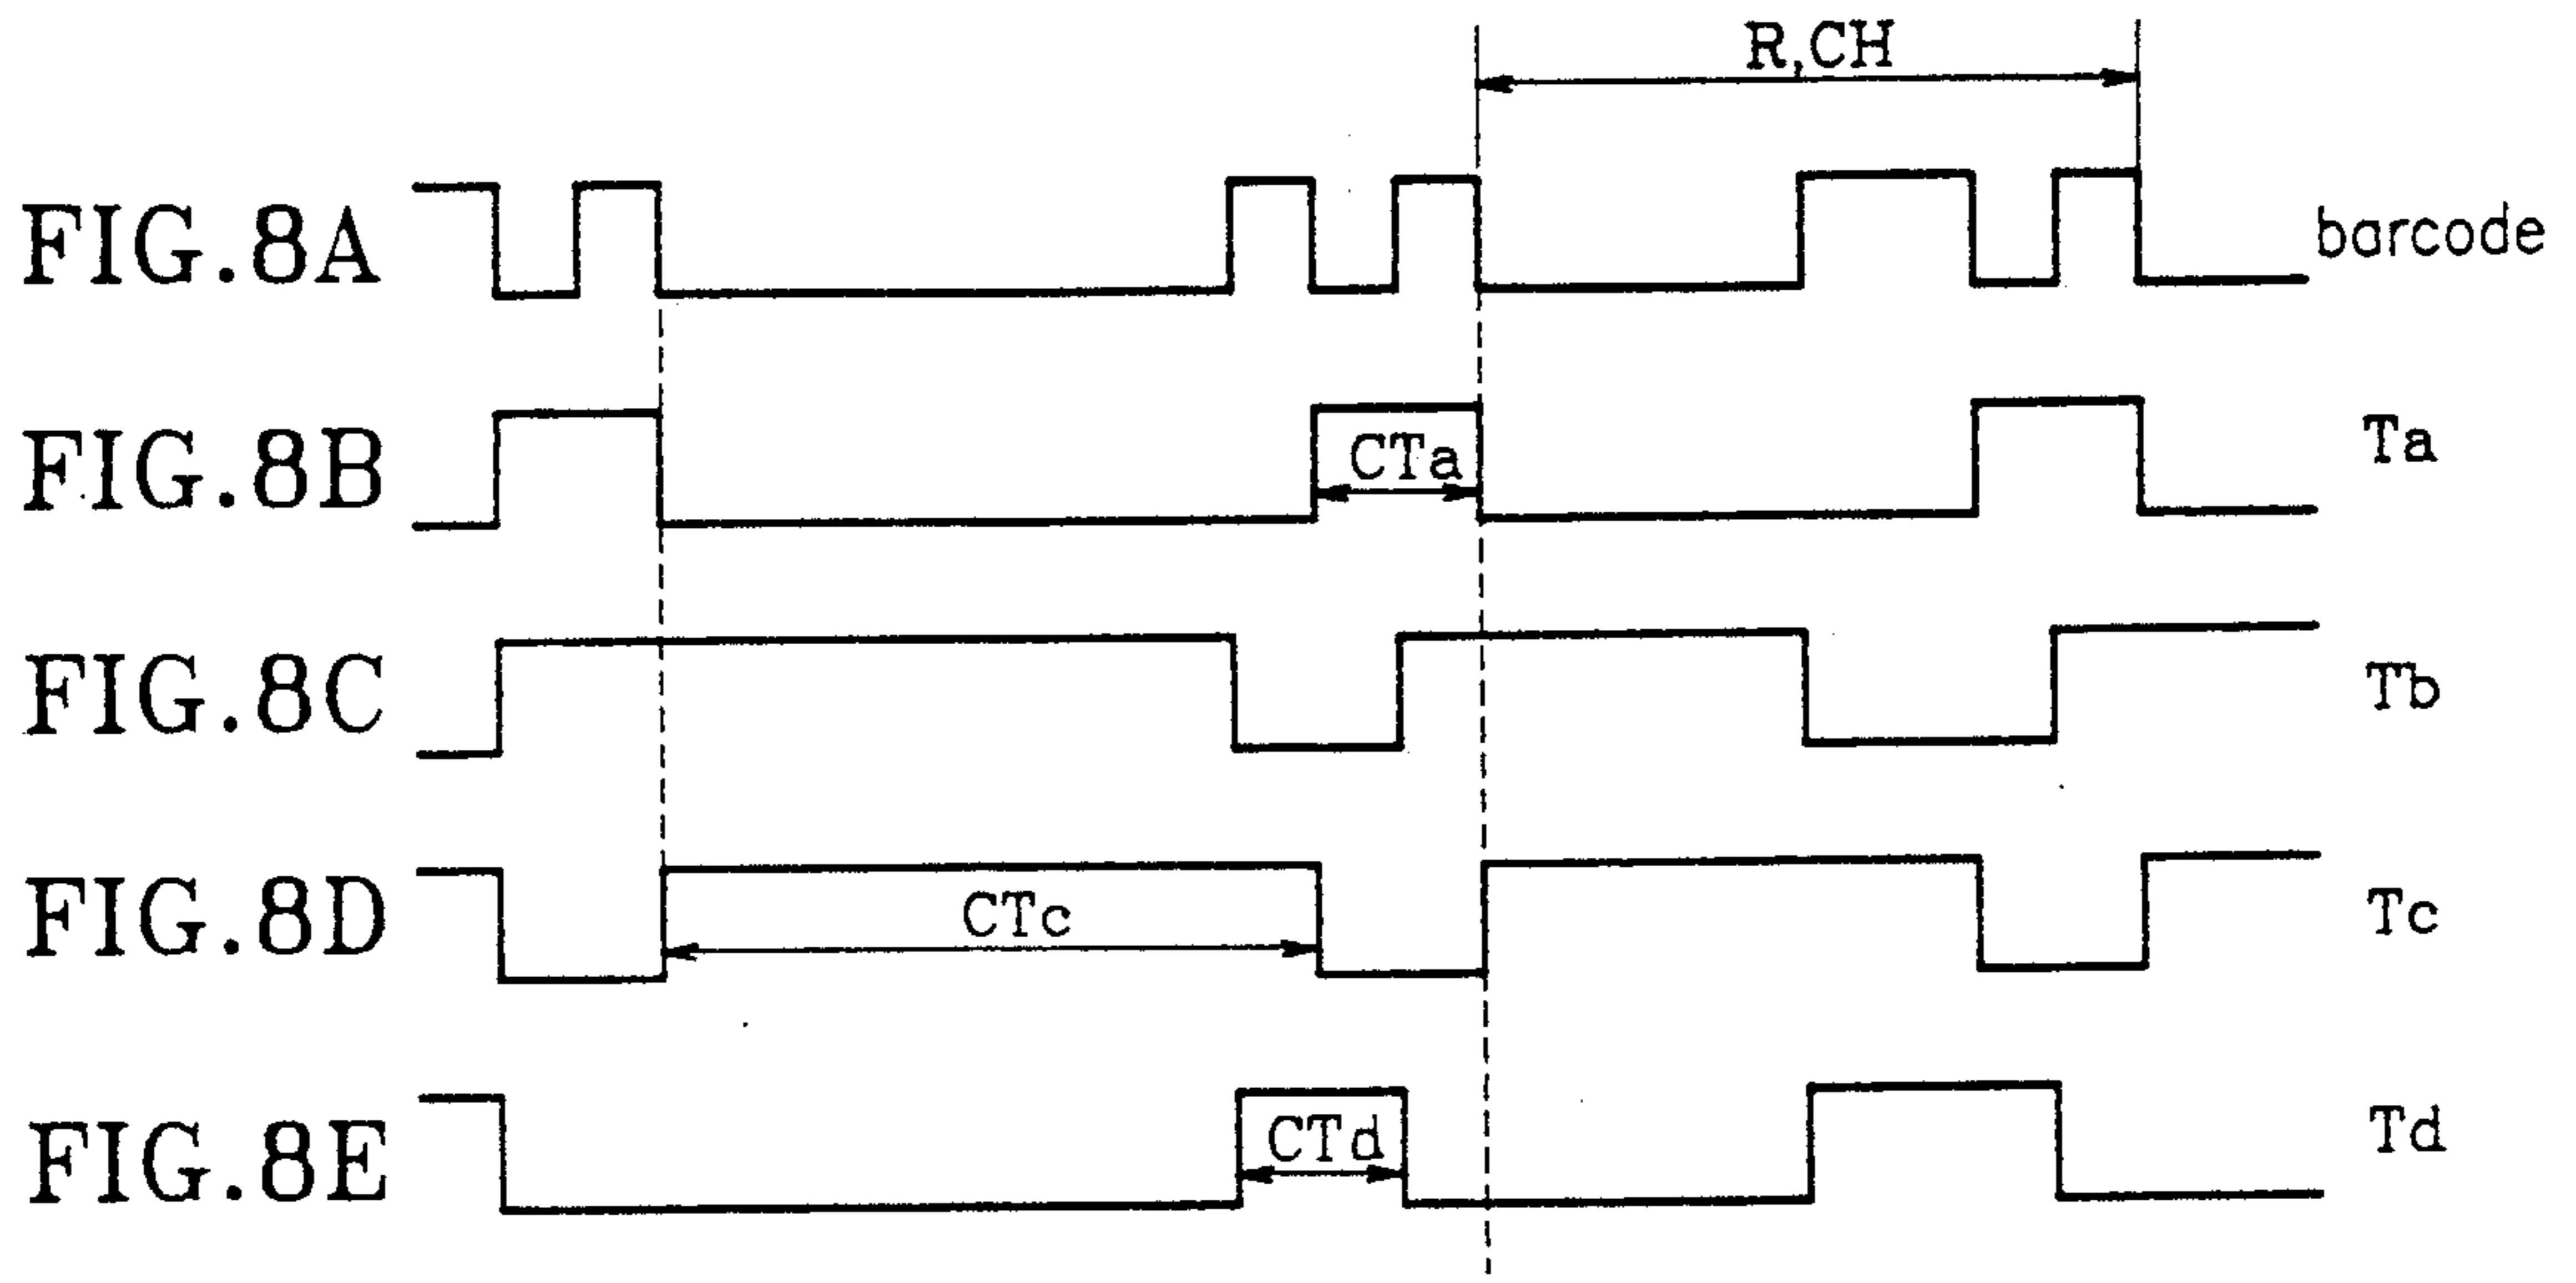 R,CH
FIG.8A barcode
FIG.8B CTa Ta
FIG.8C Tb
FIG.8D CTc Tc
FIG.8E CTd Td